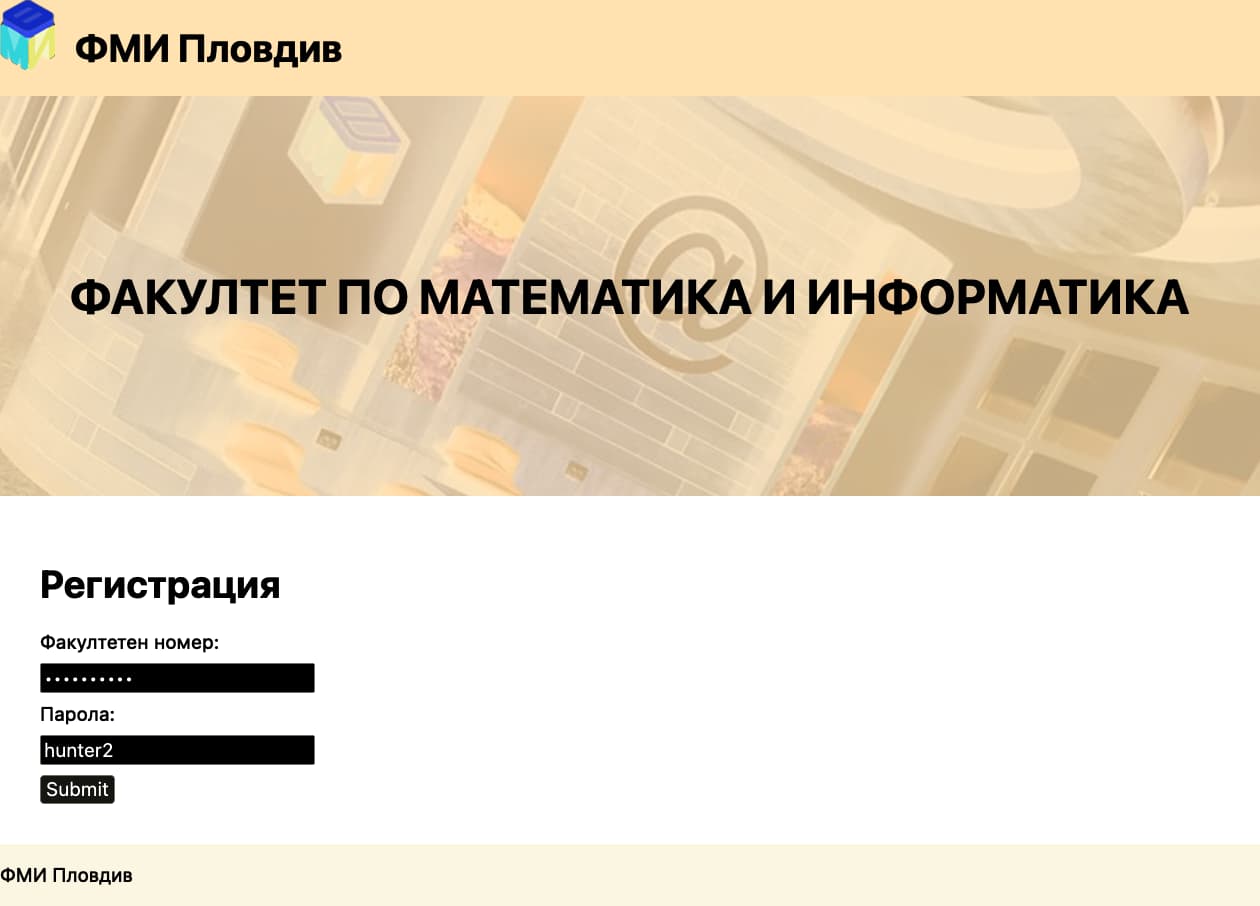 ФМИ Пловдив
@
ФАКУЛТЕТ ПО МАТЕМАТИКА И ИНФОРМАТИКА
Регистрация
Факултетен номер:
••••••••••
Парола:
hunter2
Submit
ФМИ Пловдив